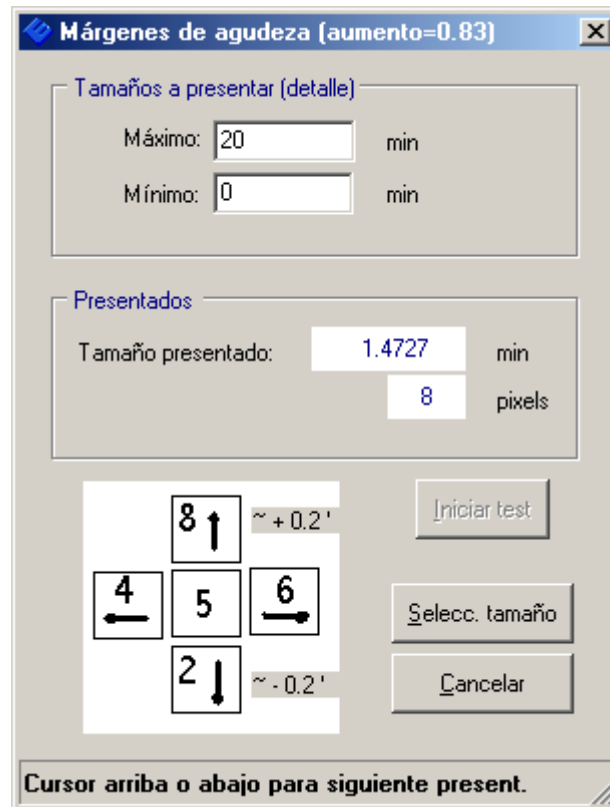 Márgenes de agudeza (aumento=0.83)
Tamaños a presentar (detalle)
Máximo: 20 min
Mínimo: 0 min
Presentados
Tamaño presentado: 1.4727 min
8 pixels
8 ~ + 0.2 '
4 5 6
2 ~ - 0.2 '
Iniciar test
Selecc. tamaño
Cancelar
Cursor arriba o abajo para siguiente present.